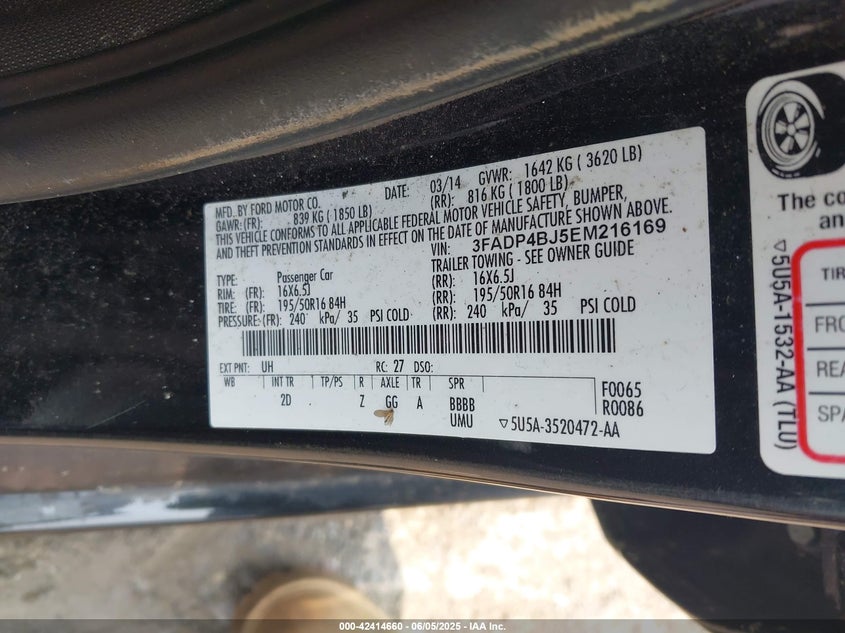 MFD. BY FORD MOTOR CO. DATE: 03/14 GVWR: 1642 KG ( 3620 LB)
GAWR: (FR): 839 KG ( 1850 LB) (RR): 816 KG ( 1800 LB)
THIS VEHICLE CONFORMS TO ALL APPLICABLE FEDERAL MOTOR VEHICLE SAFETY, BUMPER,
AND THEFT PREVENTION STANDARDS IN EFFECT ON THE DATE OF MANUFACTURE SHOWN ABOVE.
VIN: 3FADP4BJ5EM216169
TRAILER TOWING - SEE OWNER GUIDE
TYPE: Passenger Car
RIM: (FR): 16X6.5J (RR): 16X6.5J
TIRE: (FR): 195/50R16 84H (RR): 195/50R16 84H
PRESSURE: (FR): 240 kPa/ 35 PSI COLD (RR): 240 kPa/ 35 PSI COLD
EXT PNT: UH RC: 27 DSO:
WB INT TR TP/PS R AXLE TR SPR
2D Z GG A BBBB
UMU
F0065
R0086
▽5U5A-3520472-AA
The co
an
TIR
FRO
REA
SPA
▽5U5A-1532-AA (TLU)
000-42414660 - 06/05/2025 - IAA Inc.